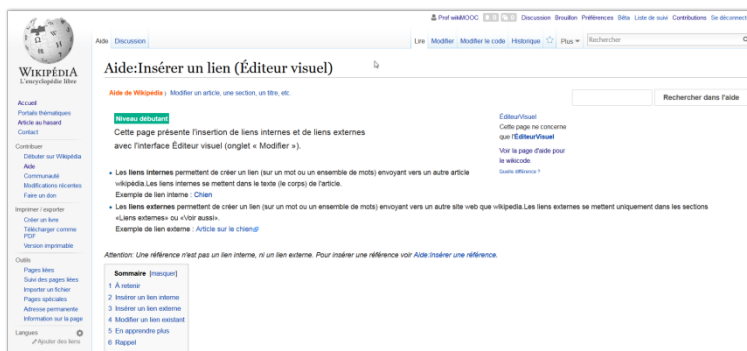 Prof wikiMOOC 0 0 Discussion Brouillon Préférences Bêta Liste de suivi Contributions Se déconnect
Aide Discussion
Lire Modifier Modifier le code Historique Plus Rechercher
WIKIPÉDIA
L'encyclopédie libre
Aide:Insérer un lien (Éditeur visuel)
Aide de Wikipédia : Modifier un article, une section, un titre, etc.
Rechercher dans l'aide
Accueil
Portails thématiques
Article au hasard
Contact
Contribuer
Débuter sur Wikipédia
Aide
Communauté
Modifications récentes
Faire un don
Imprimer / exporter
Créer un livre
Télécharger comme
PDF
Version imprimable
Outils
Pages liées
Suivi des pages liées
Importer un fichier
Pages spéciales
Adresse permanente
Information sur la page
Langues
Ajouter des liens
Niveau débutant
Cette page présente l'insertion de liens internes et de liens externes
avec l'interface Éditeur visuel (onglet « Modifier »).
ÉditeurVisuel
Cette page ne concerne
que l'ÉditeurVisuel
Voir la page d'aide pour
le wikicode.
Quelle différence ?
• Les liens internes permettent de créer un lien (sur un mot ou un ensemble de mots) envoyant vers un autre article
wikipédia.Les liens internes se mettent dans le texte (le corps) de l'article.
Exemple de lien interne : Chien
• Les liens externes permettent de créer un lien (sur un mot ou un ensemble de mots) envoyant vers un autre site web que wikipedia.Les liens externes se mettent uniquement dans les sections
«Liens externes» ou «Voir aussi».
Exemple de lien externe : Article sur le chien
Attention: Une référence n'est pas un lien interne, ni un lien externe. Pour insérer une référence voir Aide:Insérer une référence.
Sommaire [masquer]
1 À retenir
2 Insérer un lien interne
3 Insérer un lien externe
4 Modifier un lien existant
5 En apprendre plus
6 Rappel